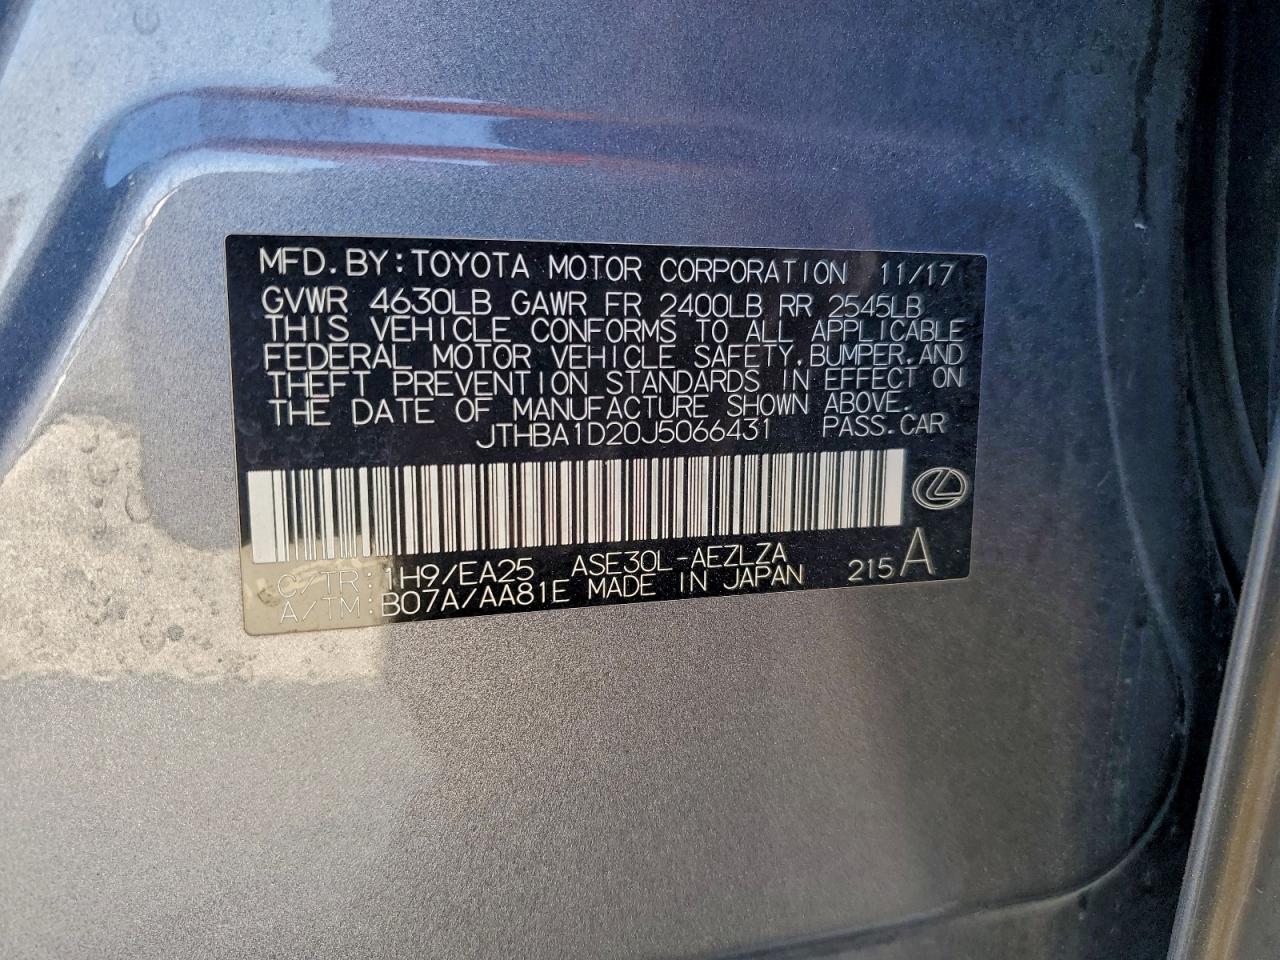 MFD.BY:TOYOTA MOTOR CORPORATION 11/17
GVWR 4630LB GAWR FR 2400LB RR 2545LB
THIS VEHICLE CONFORMS TO ALL APPLICABLE
FEDERAL MOTOR VEHICLE SAFETY,BUMPER,AND
THEFT PREVENTION STANDARDS IN EFFECT ON
THE DATE OF MANUFACTURE SHOWN ABOVE.
JTHBA1D20J5066431 PASS.CAR
C/TR:1H9/EA25 ASE30L-AEZLZA
A/TM:B07A/AA81E MADE IN JAPAN 215A